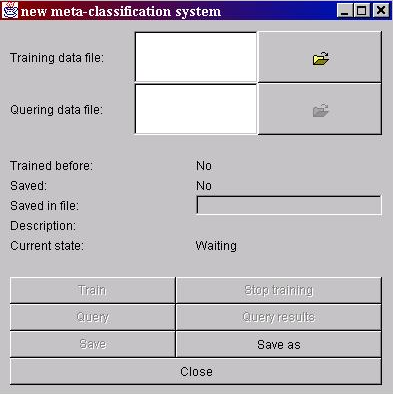 new meta-classification system
Training data file:
Quering data file:
Trained before: No
Saved: No
Saved in file:
Description:
Current state: Waiting
Train Stop training
Query Query results
Save Save as
Close